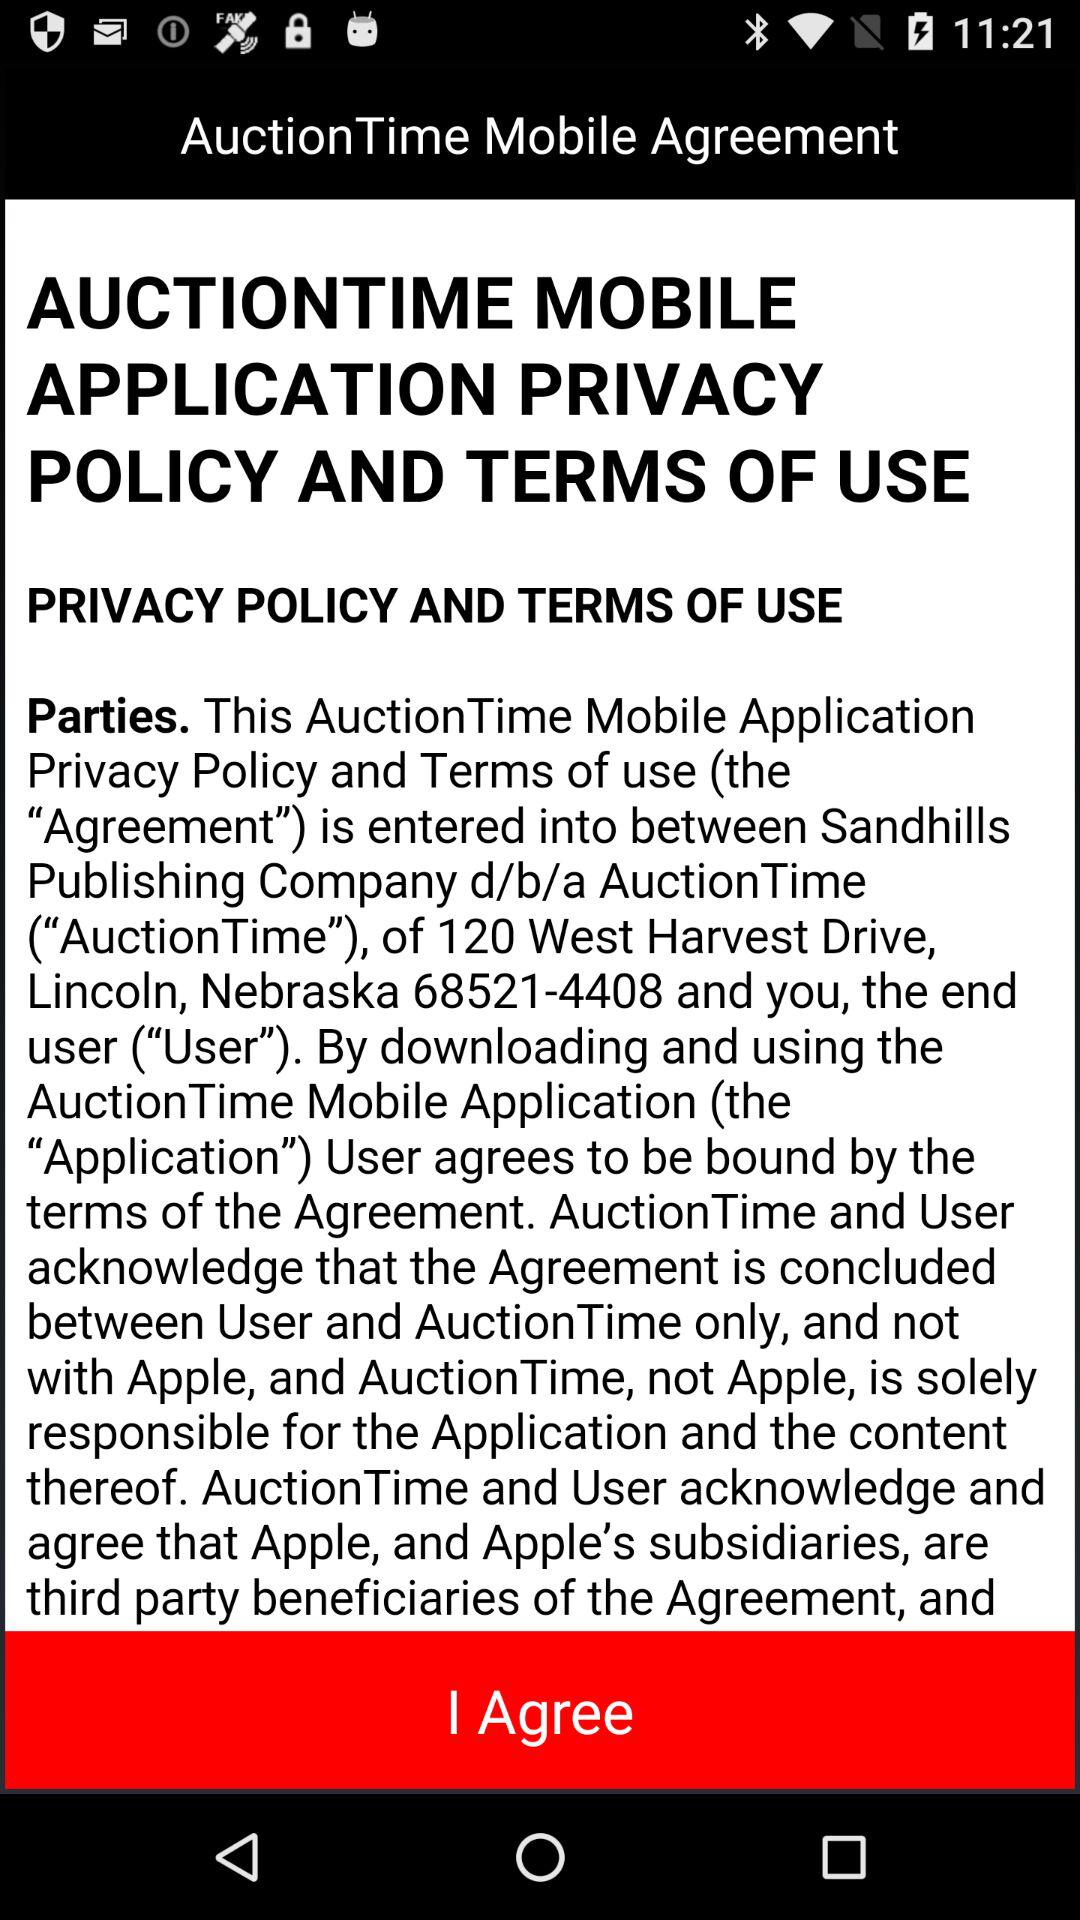 FAKE
11:21
AuctionTime Mobile Agreement
AUCTIONTIME MOBILE
APPLICATION PRIVACY
POLICY AND TERMS OF USE
PRIVACY POLICY AND TERMS OF USE
Parties. This AuctionTime Mobile Application
Privacy Policy and Terms of use (the
“Agreement”) is entered into between Sandhills
Publishing Company d/b/a AuctionTime
(“AuctionTime”), of 120 West Harvest Drive,
Lincoln, Nebraska 68521-4408 and you, the end
user (“User”). By downloading and using the
AuctionTime Mobile Application (the
“Application”) User agrees to be bound by the
terms of the Agreement. AuctionTime and User
acknowledge that the Agreement is concluded
between User and AuctionTime only, and not
with Apple, and AuctionTime, not Apple, is solely
responsible for the Application and the content
thereof. AuctionTime and User acknowledge and
agree that Apple, and Apple’s subsidiaries, are
third party beneficiaries of the Agreement, and
I Agree